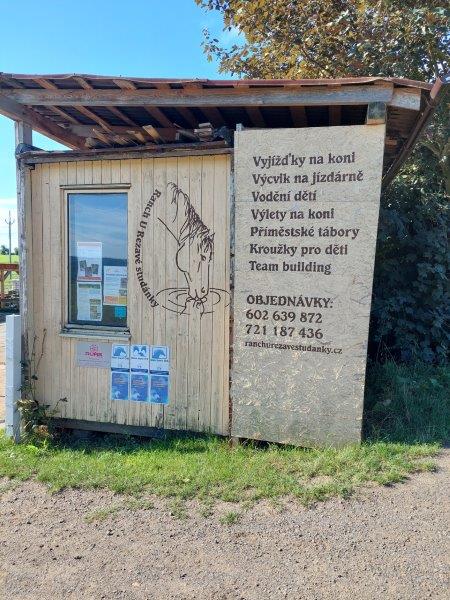 Ranch U Rezavé studánky
Vyjížďky na koni
Výcvik na jízdárně
Vodění dětí
Výlety na koni
Příměstské tábory
Kroužky pro děti
Team building
OBJEDNÁVKY:
602 639 872
721 187 436
ranchurezavestudanky.cz